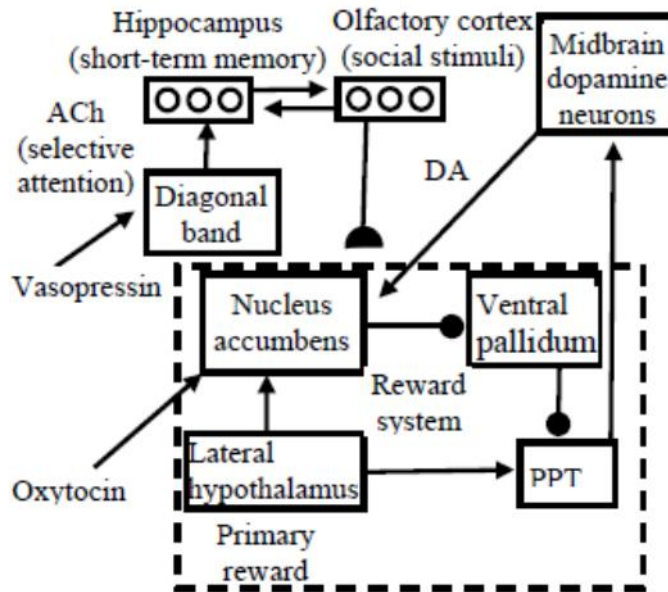 Hippocampus
(short-term memory)
Olfactory cortex
(social stimuli)
Midbrain
dopamine
neurons
ACh
(selective
attention)
DA
Diagonal
band
Vasopressin
Nucleus
accumbens
Ventral
pallidum
Reward
system
Oxytocin
Lateral
hypothalamus
PPT
Primary
reward